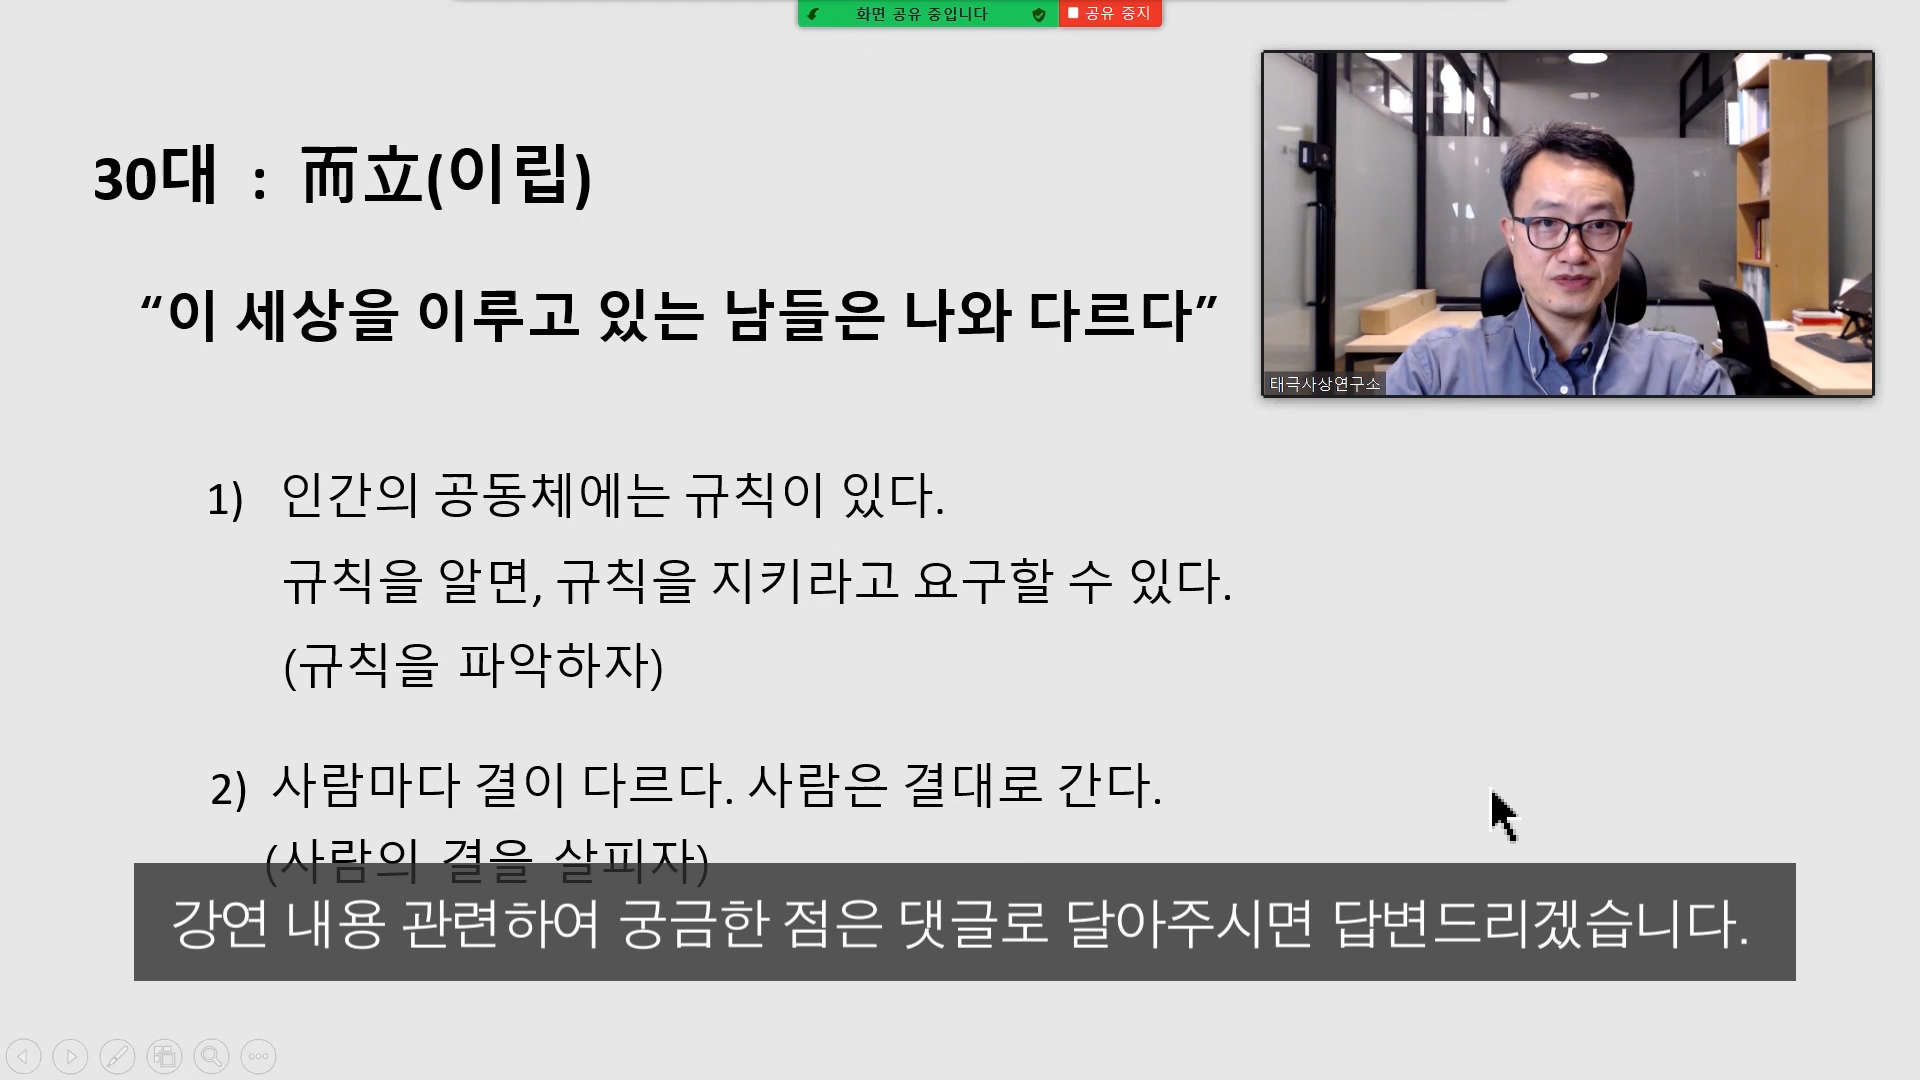 화면 공유 중입니다
공유 중지
30대 : 而立(이립)
“이 세상을 이루고 있는 남들은 나와 다르다”
태극사상연구소
1) 인간의 공동체에는 규칙이 있다.
규칙을 알면, 규칙을 지키라고 요구할 수 있다.
(규칙을 파악하자)
2) 사람마다 결이 다르다. 사람은 결대로 간다.
(사람의 결을 살피자)
강연 내용 관련하여 궁금한 점은 댓글로 달아주시면 답변드리겠습니다.